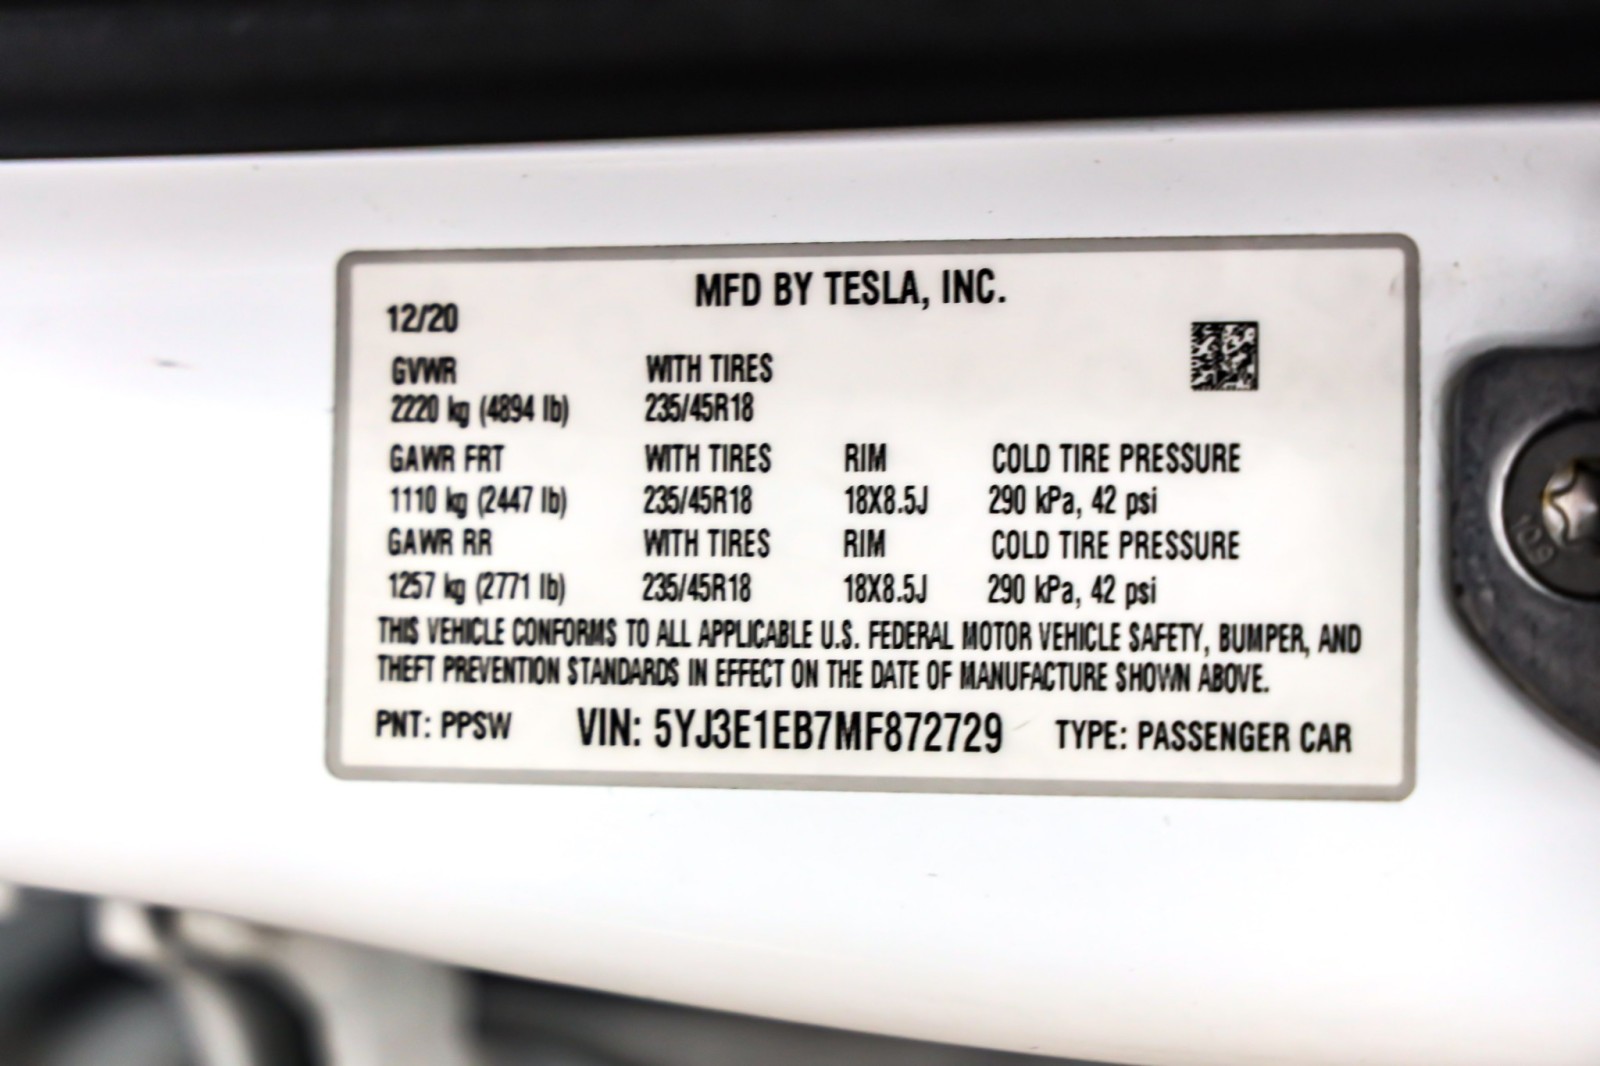 MFD BY TESLA, INC.
12/20
GVWR WITH TIRES
2220 kg (4894 lb) 235/45R18
GAWR FRT WITH TIRES RIM COLD TIRE PRESSURE
1110 kg (2447 lb) 235/45R18 18X8.5J 290 kPa, 42 psi
GAWR RR WITH TIRES RIM COLD TIRE PRESSURE
1257 kg (2771 lb) 235/45R18 18X8.5J 290 kPa, 42 psi
THIS VEHICLE CONFORMS TO ALL APPLICABLE U.S. FEDERAL MOTOR VEHICLE SAFETY, BUMPER, AND
THEFT PREVENTION STANDARDS IN EFFECT ON THE DATE OF MANUFACTURE SHOWN ABOVE.
PNT: PPSW VIN: 5YJ3E1EB7MF872729 TYPE: PASSENGER CAR
10.9